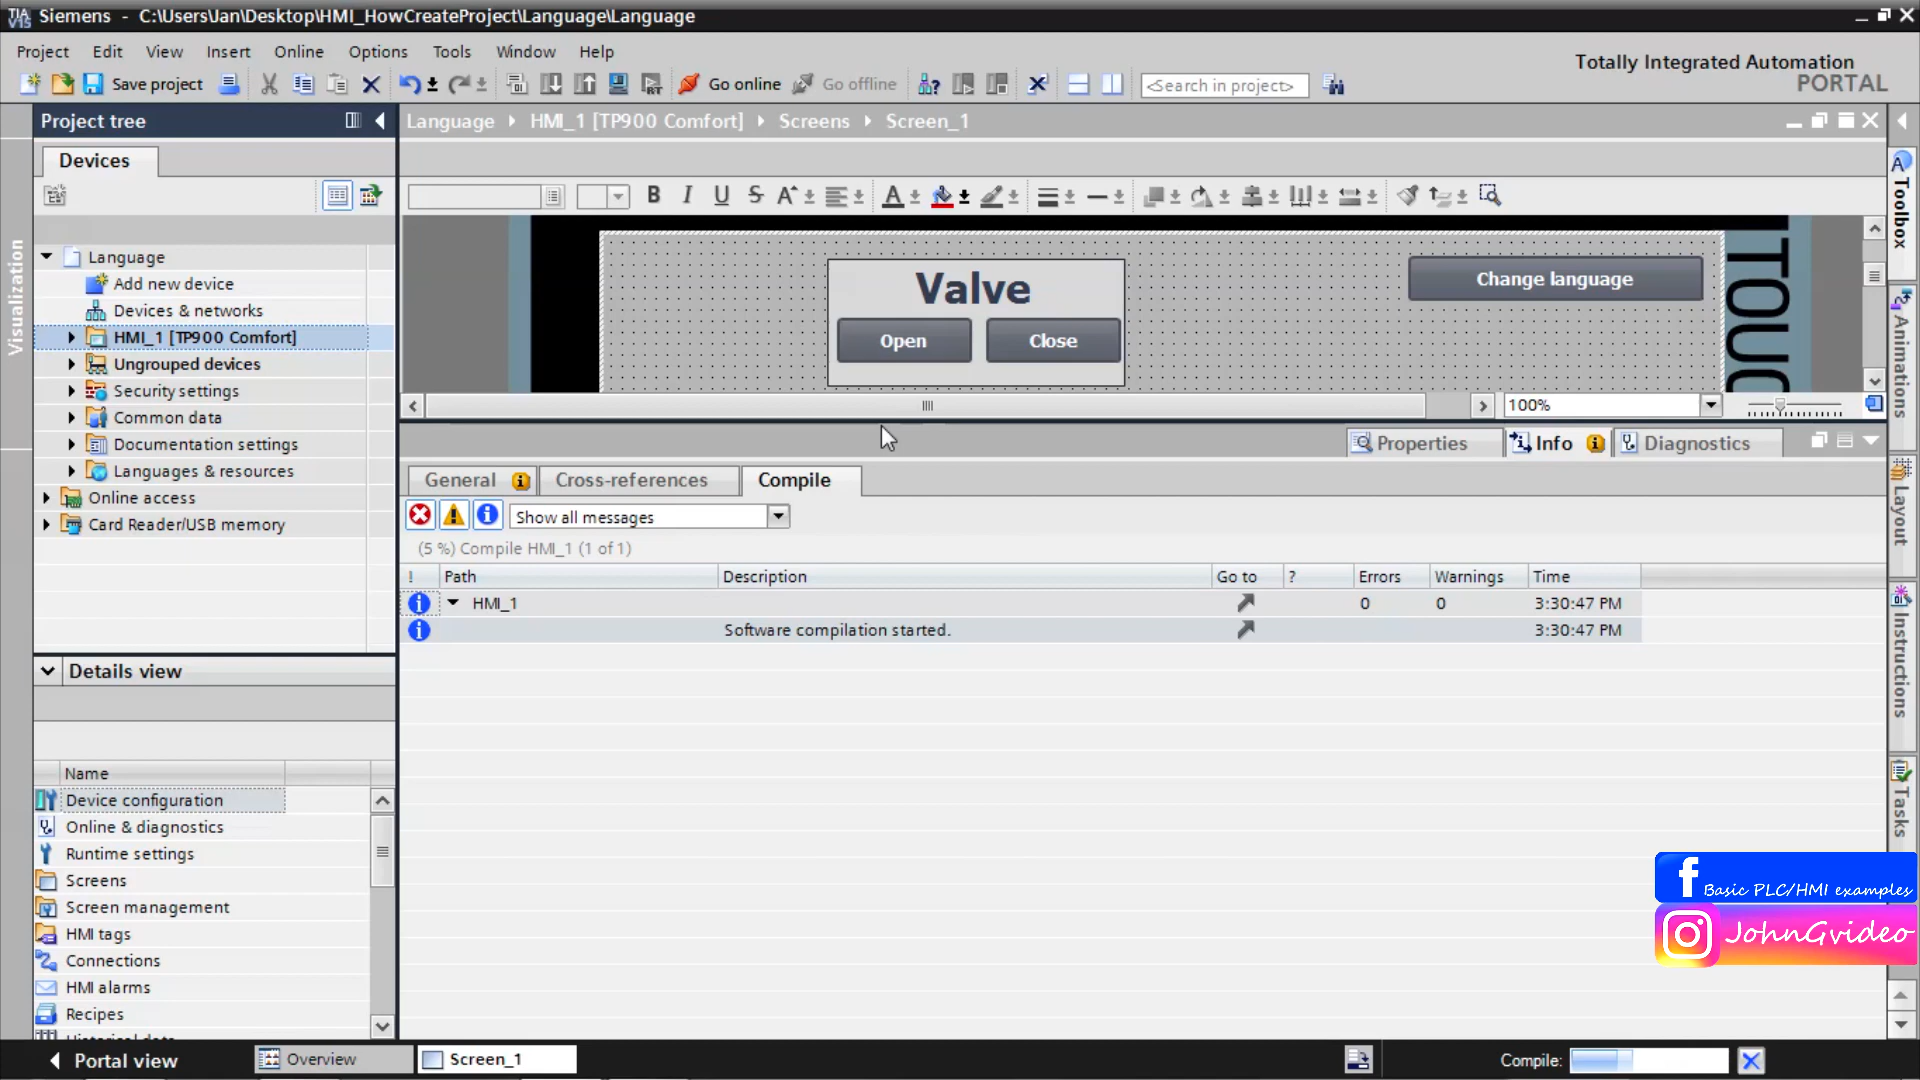 Siemens - C:\Users\Jan\Desktop\HMI_HowCreateProject\Language\Language
Project Edit View Insert Online Options Tools Window Help
Totally Integrated Automation
PORTAL
Save project
Go online
Go offline
<Search in project>
Project tree
Language HMI_1 [TP900 Comfort] Screens Screen_1
Devices
Visualization
Language
Add new device
Devices & networks
HMI_1 [TP900 Comfort]
Ungrouped devices
Security settings
Common data
Documentation settings
Languages & resources
Online access
Card Reader/USB memory
B I U S A
Valve
Open Close
Change language
TOUC
100%
Properties Info Diagnostics
General Cross-references Compile
Show all messages
(5 %) Compile HMI_1 (1 of 1)
! Path Description Go to ? Errors Warnings Time
HMI_1 0 0 3:30:47 PM
Software compilation started. 3:30:47 PM
Details view
Name
Device configuration
Online & diagnostics
Runtime settings
Screens
Screen management
HMI tags
Connections
HMI alarms
Recipes
Toolbox
Animations
Layout
Instructions
Tasks
Basic PLC/HMI examples
JohnGvideo
Portal view Overview Screen_1 Compile: